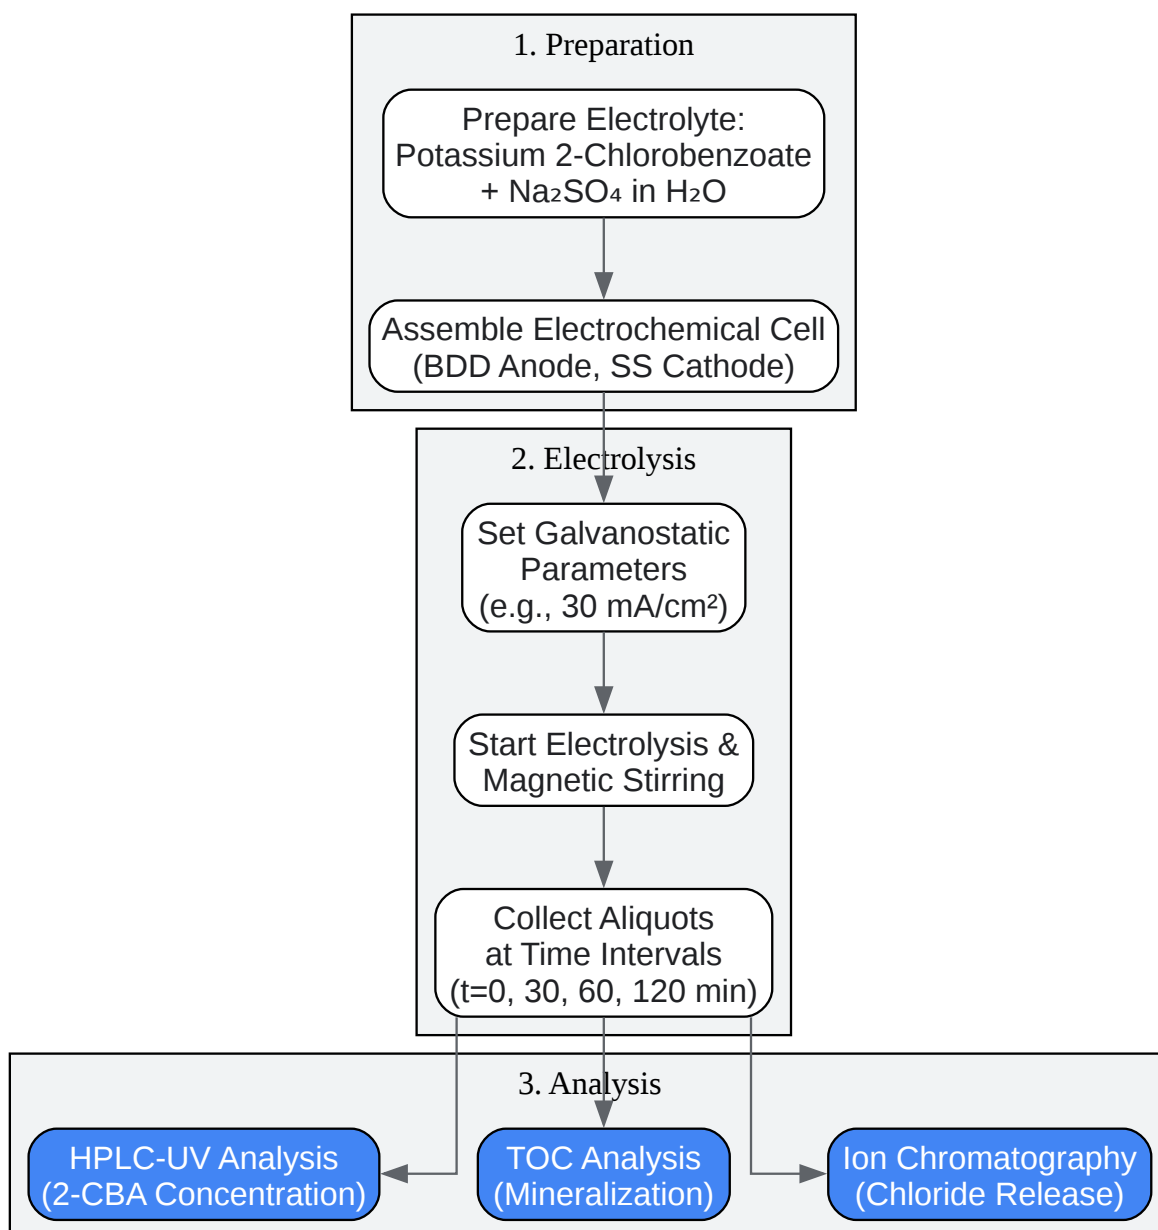 1. Preparation
Prepare Electrolyte:
Potassium 2-Chlorobenzoate
+ Na₂SO₄ in H₂O
Assemble Electrochemical Cell
(BDD Anode, SS Cathode)
2. Electrolysis
Set Galvanostatic
Parameters
(e.g., 30 mA/cm²)
Start Electrolysis &
Magnetic Stirring
Collect Aliquots
at Time Intervals
(t=0, 30, 60, 120 min)
3. Analysis
HPLC-UV Analysis
(2-CBA Concentration)
TOC Analysis
(Mineralization)
Ion Chromatography
(Chloride Release)